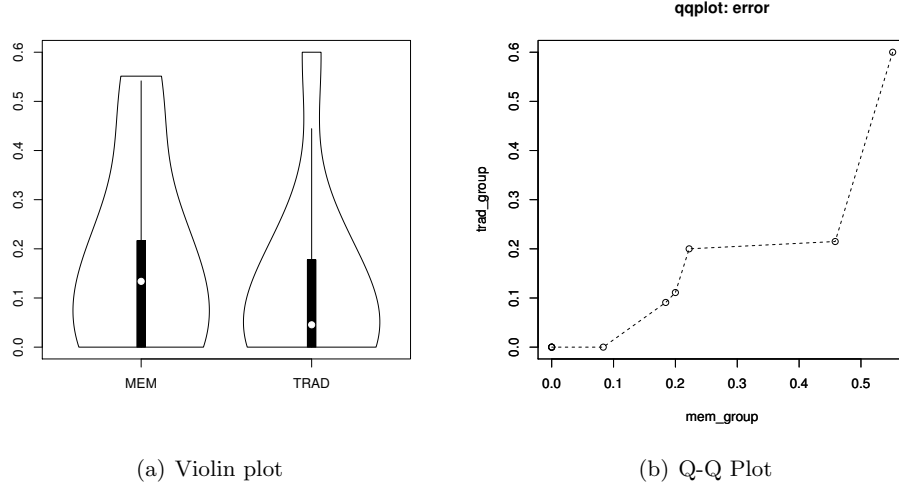 0.0 0.1 0.2 0.3 0.4 0.5 0.6
MEM TRAD
(a) Violin plot
qqplot: error
trad_group
0.0 0.1 0.2 0.3 0.4 0.5 0.6
0.0 0.1 0.2 0.3 0.4 0.5
mem_group
(b) Q-Q Plot